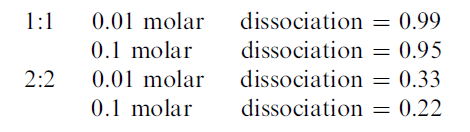 1:1 0.01 molar dissociation = 0.99
0.1 molar dissociation = 0.95
2:2 0.01 molar dissociation = 0.33
0.1 molar dissociation = 0.22